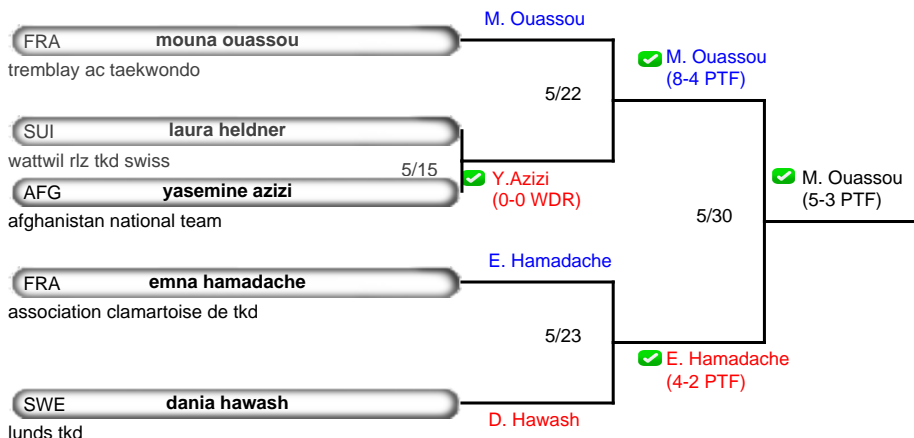 M. Ouassou
FRA mouna ouassou
tremblay ac taekwondo
M. Ouassou
(8-4 PTF)
5/22
SUI laura heldner
wattwil rlz tkd swiss
5/15
Y.Azizi
(0-0 WDR)
AFG yasemine azizi
afghanistan national team
M. Ouassou
(5-3 PTF)
5/30
E. Hamadache
FRA emna hamadache
association clamartoise de tkd
5/23
E. Hamadache
(4-2 PTF)
SWE dania hawash
D. Hawash
lunds tkd